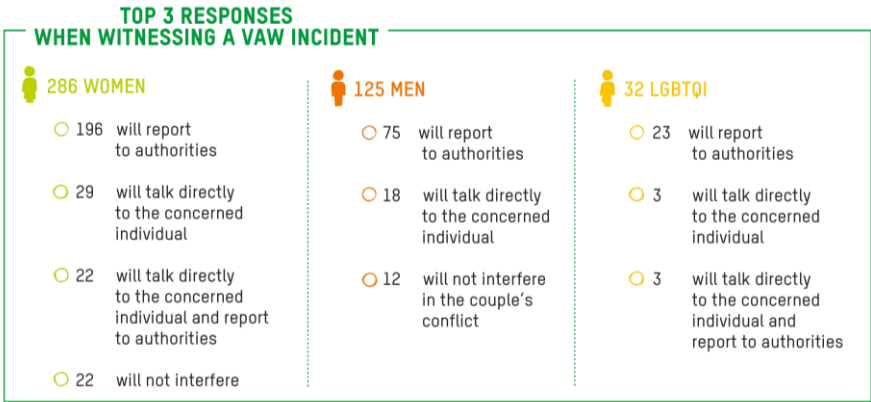 TOP 3 RESPONSES
WHEN WITNESSING A VAW INCIDENT
286 WOMEN
196 will report
to authorities
29 will talk directly
to the concerned
individual
22 will talk directly
to the concerned
individual and report
to authorities
22 will not interfere
125 MEN
75 will report
to authorities
18 will talk directly
to the concerned
individual
12 will not interfere
in the couple's
conflict
32 LGBTQI
23 will report
to authorities
3 will talk directly
to the concerned
individual
3 will talk directly
to the concerned
individual and
report to authorities